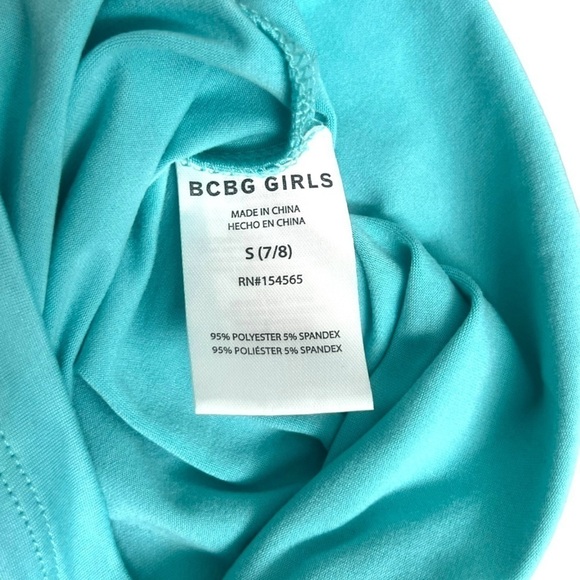 BCBG GIRLS
MADE IN CHINA
HECHO EN CHINA
S (7/8)
RN#154565
95% POLYESTER 5% SPANDEX
95% POLIÉSTER 5% SPANDEX